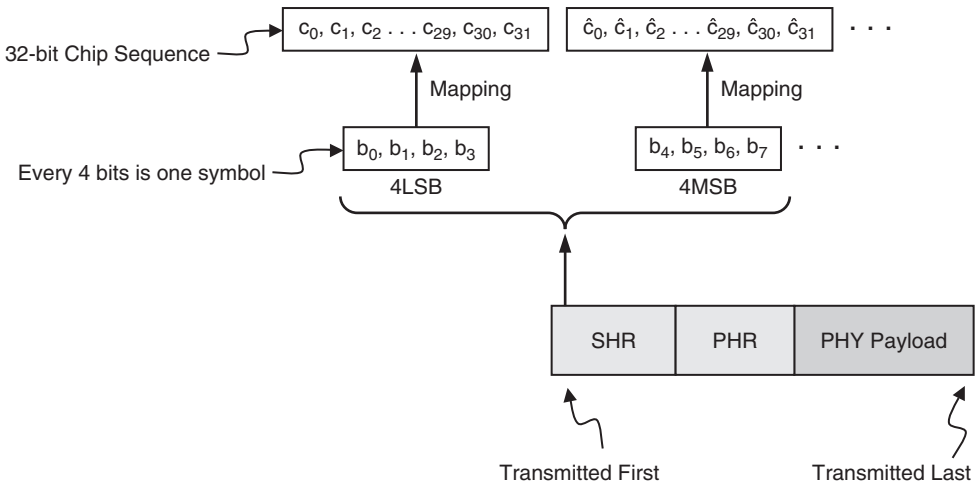 c0, c1, c2 . . . c29, c30, c31
ĉ0, ĉ1, ĉ2 . . . ĉ29, ĉ30, ĉ31
. . .
32-bit Chip Sequence
Mapping
Mapping
b0, b1, b2, b3
b4, b5, b6, b7
. . .
Every 4 bits is one symbol
4LSB
4MSB
SHR
PHR
PHY Payload
Transmitted First
Transmitted Last